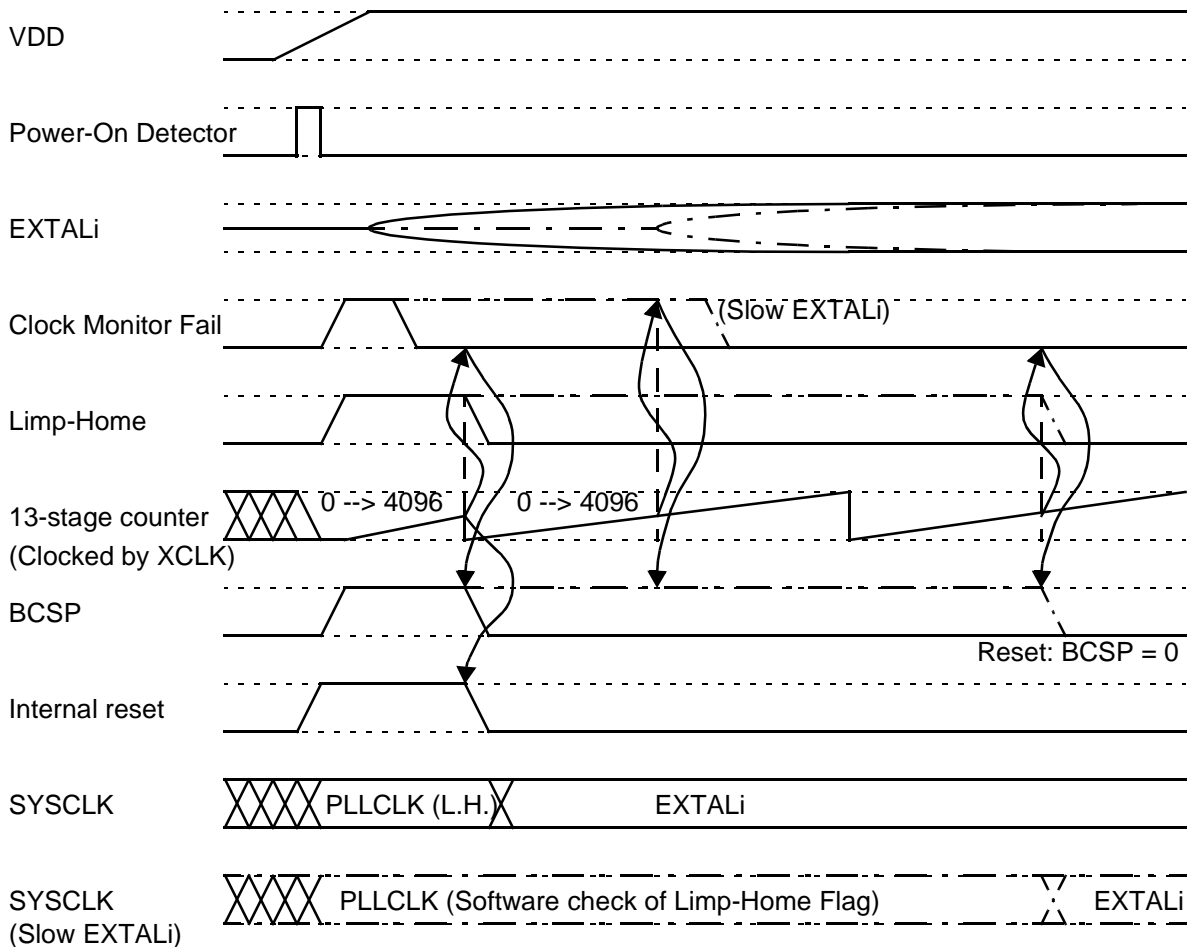 VDD
Power-On Detector
EXTALi
Clock Monitor Fail
(Slow EXTALi)
Limp-Home
13-stage counter
(Clocked by XCLK)
0 --> 4096
0 --> 4096
BCSP
Reset: BCSP = 0
Internal reset
SYSCLK
PLLCLK (L.H.)
EXTALi
SYSCLK
(Slow EXTALi)
PLLCLK (Software check of Limp-Home Flag)
EXTALi